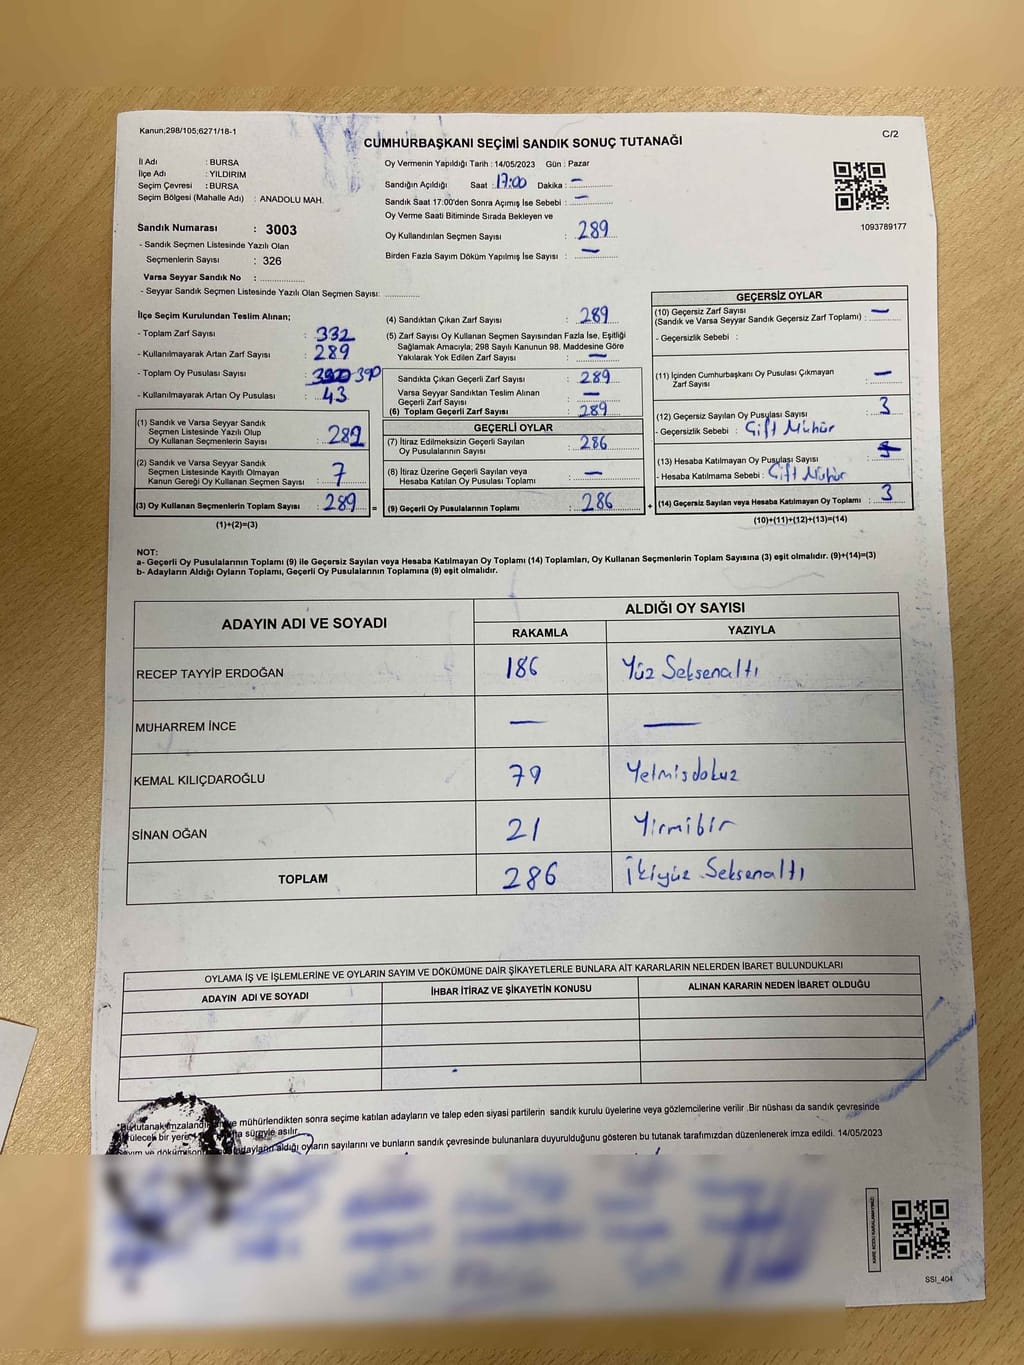 Kanun;298/105;6271/18-1
C/2
CUMHURBAŞKANI SEÇİMİ SANDIK SONUÇ TUTANAĞI
İl Adı : BURSA
İlçe Adı : YILDIRIM
Seçim Çevresi : BURSA
Seçim Bölgesi (Mahalle Adı) : ANADOLU MAH.
Sandık Numarası : 3003
- Sandık Seçmen Listesinde Yazılı Olan
Seçmenlerin Sayısı : 326
Varsa Seyyar Sandık No :
- Seyyar Sandık Seçmen Listesinde Yazılı Olan Seçmen Sayısı:
Oy Vermenin Yapıldığı Tarih : 14/05/2023 Gün : Pazar
Sandığın Açıldığı Saat : 17:00 Dakika : —
Sandık Saat 17:00'den Sonra Açımış İse Sebebi : —
Oy Verme Saati Bitiminde Sırada Bekleyen ve
Oy Kullandırılan Seçmen Sayısı : 289
Birden Fazla Sayım Döküm Yapılmış İse Sayısı : —
1093789177
İlçe Seçim Kurulundan Teslim Alınan;
- Toplam Zarf Sayısı : 332
- Kullanılmayarak Artan Zarf Sayısı : 289
- Toplam Oy Pusulası Sayısı : 390
- Kullanılmayarak Artan Oy Pusulası : 43
(1) Sandık ve Varsa Seyyar Sandık
Seçmen Listesinde Yazılı Olup
Oy Kullanan Seçmenlerin Sayısı : 282
(2) Sandık ve Varsa Seyyar Sandık
Seçmen Listesinde Kayıtlı Olmayan
Kanun Gereği Oy Kullanan Seçmen Sayısı : 7
(3) Oy Kullanan Seçmenlerin Toplam Sayısı : 289 =
(1)+(2)=(3)
(4) Sandıktan Çıkan Zarf Sayısı : 289
(5) Zarf Sayısı Oy Kullanan Seçmen Sayısından Fazla İse, Eşitliği
Sağlamak Amacıyla; 298 Sayılı Kanunun 98. Maddesine Göre
Yakılarak Yok Edilen Zarf Sayısı : —
Sandıkta Çıkan Geçerli Zarf Sayısı : 289
Varsa Seyyar Sandıktan Teslim Alınan
Geçerli Zarf Sayısı : —
(6) Toplam Geçerli Zarf Sayısı : 289
GEÇERLİ OYLAR
(7) İtiraz Edilmeksizin Geçerli Sayılan
Oy Pusulalarının Sayısı : 286
(8) İtiraz Üzerine Geçerli Sayılan veya
Hesaba Katılan Oy Pusulası Toplamı : —
(9) Geçerli Oy Pusulalarının Toplamı : 286 +
GEÇERSİZ OYLAR
(10) Geçersiz Zarf Sayısı
(Sandık ve Varsa Seyyar Sandık Geçersiz Zarf Toplamı) : —
- Geçersizlik Sebebi :
(11) İçinden Cumhurbaşkanı Oy Pusulası Çıkmayan
Zarf Sayısı : —
(12) Geçersiz Sayılan Oy Pusulası Sayısı : 3
- Geçersizlik Sebebi : Çift Mühür
(13) Hesaba Katılmayan Oy Pusulası Sayısı :
- Hesaba Katılmama Sebebi : Çift Mühür
(14) Geçersiz Sayılan veya Hesaba Katılmayan Oy Toplamı : 3
(10)+(11)+(12)+(13)=(14)
NOT:
a- Geçerli Oy Pusulalarının Toplamı (9) ile Geçersiz Sayılan veya Hesaba Katılmayan Oy Toplamı (14) Toplamları, Oy Kullanan Seçmenlerin Toplam Sayısına (3) eşit olmalıdır. (9)+(14)=(3)
b- Adayların Aldığı Oyların Toplamı, Geçerli Oy Pusulalarının Toplamına (9) eşit olmalıdır.
ADAYIN ADI VE SOYADI
ALDIĞI OY SAYISI
RAKAMLA YAZIYLA
RECEP TAYYİP ERDOĞAN 186 Yüz Seksenaltı
MUHARREM İNCE — —
KEMAL KILIÇDAROĞLU 79 Yetmişdokuz
SİNAN OĞAN 21 Yirmibir
TOPLAM 286 İkiyüz Seksenaltı
OYLAMA İŞ VE İŞLEMLERİNE VE OYLARIN SAYIM VE DÖKÜMÜNE DAİR ŞİKAYETLERLE BUNLARA AİT KARARLARIN NELERDEN İBARET BULUNDUKLARI
ADAYIN ADI VE SOYADI İHBAR İTİRAZ VE ŞİKAYETİN KONUSU ALINAN KARARIN NEDEN İBARET OLDUĞU
mühürlendikten sonra seçime katılan adayların ve talep eden siyasi partilerin sandık kurulu üyelerine veya gözlemcilerine verilir .Bir nüshası da sandık çevresinde
bir yere süreyle asılır.
aldığı oyların sayılarını ve bunların sandık çevresinde bulunanlara duyurulduğunu gösteren bu tutanak tarafımızdan düzenlenerek imza edildi. 14/05/2023
SSI_404